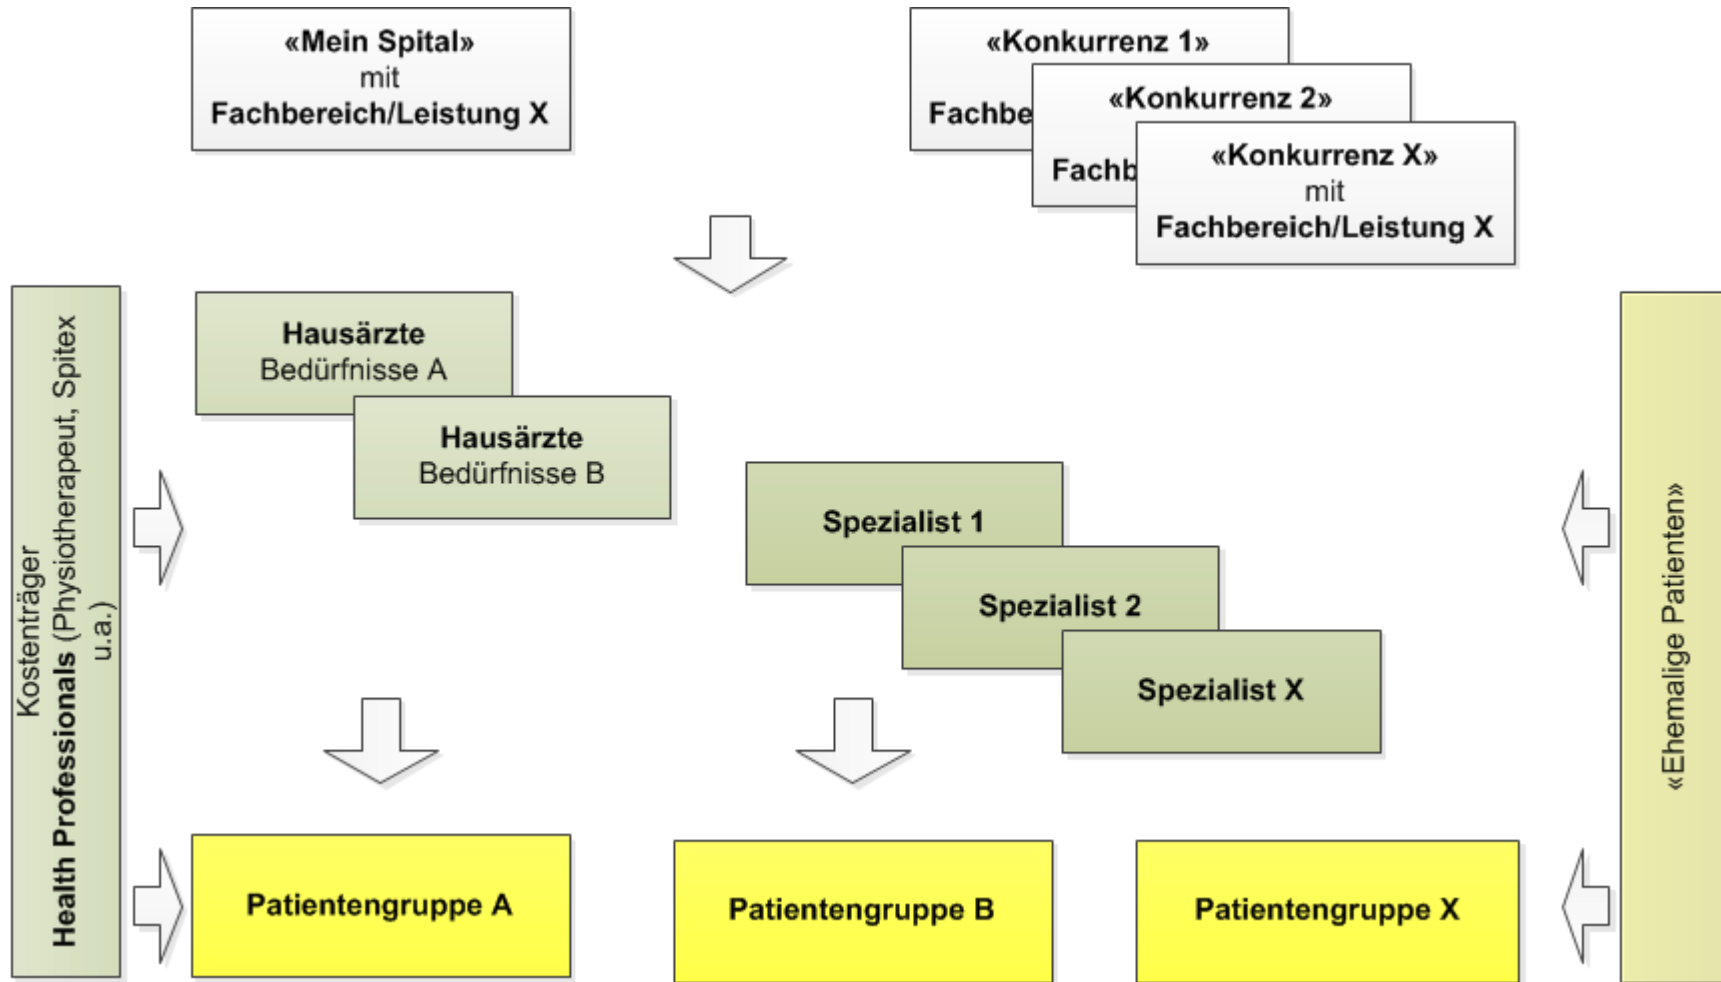 «Mein Spital»
mit
Fachbereich/Leistung X
«Konkurrenz 1»
Fachbe
«Konkurrenz 2»
Fachb
«Konkurrenz X»
mit
Fachbereich/Leistung X
Kostenträger
Health Professionals (Physiotherapeut, Spitex
u.a.)
Hausärzte
Bedürfnisse A
Hausärzte
Bedürfnisse B
Spezialist 1
Spezialist 2
Spezialist X
«Ehemalige Patienten»
Patientengruppe A
Patientengruppe B
Patientengruppe X